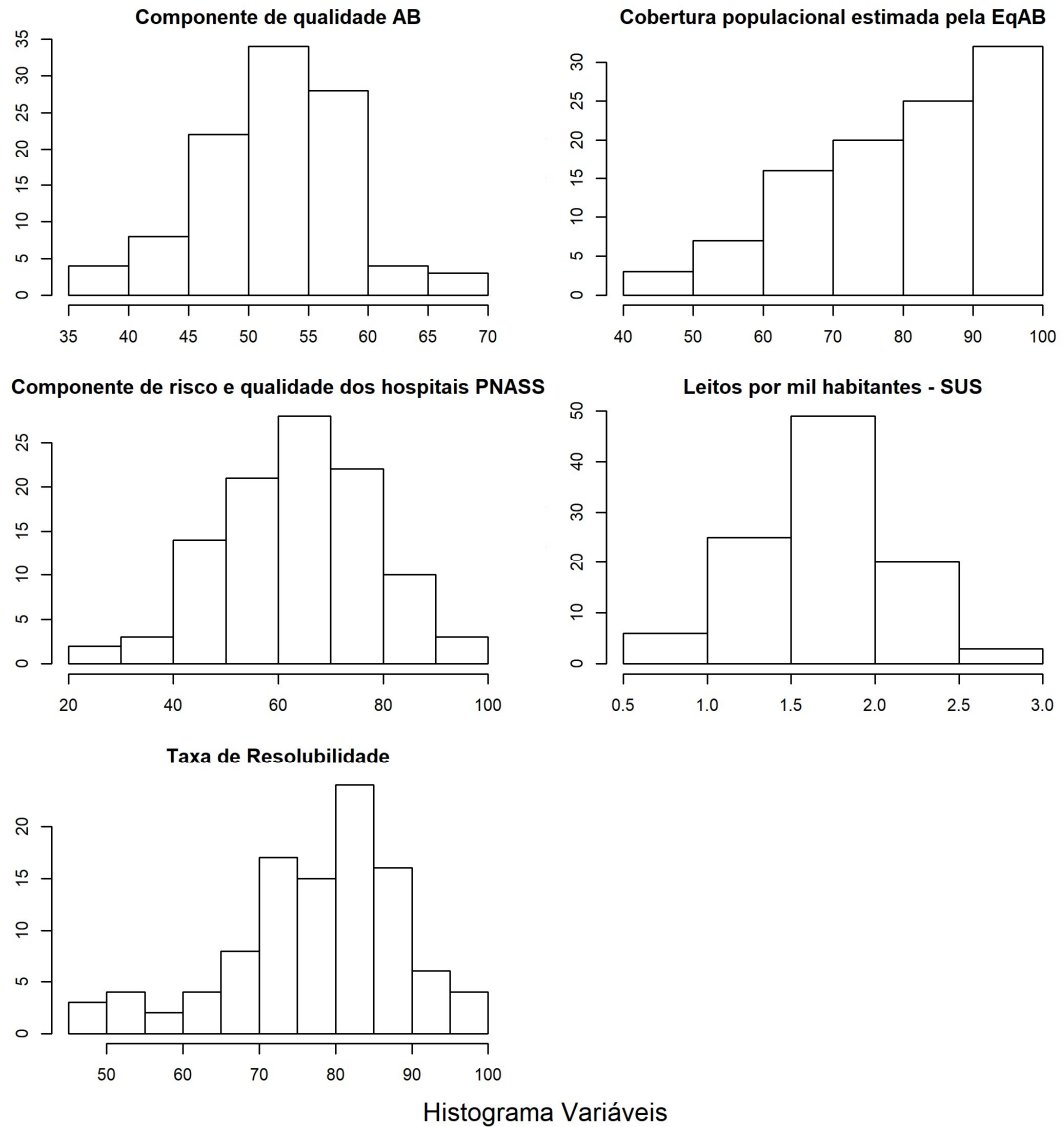 Componente de qualidade AB
35
30
25
20
15
10
5
0
35 40 45 50 55 60 65 70
Cobertura populacional estimada pela EqAB
30
25
20
15
10
5
0
40 50 60 70 80 90 100
Componente de risco e qualidade dos hospitais PNASS
25
20
15
10
5
0
20 40 60 80 100
Leitos por mil habitantes - SUS
50
40
30
20
10
0
0.5 1.0 1.5 2.0 2.5 3.0
Taxa de Resolubilidade
20
15
10
5
0
50 60 70 80 90 100
Histograma Variáveis